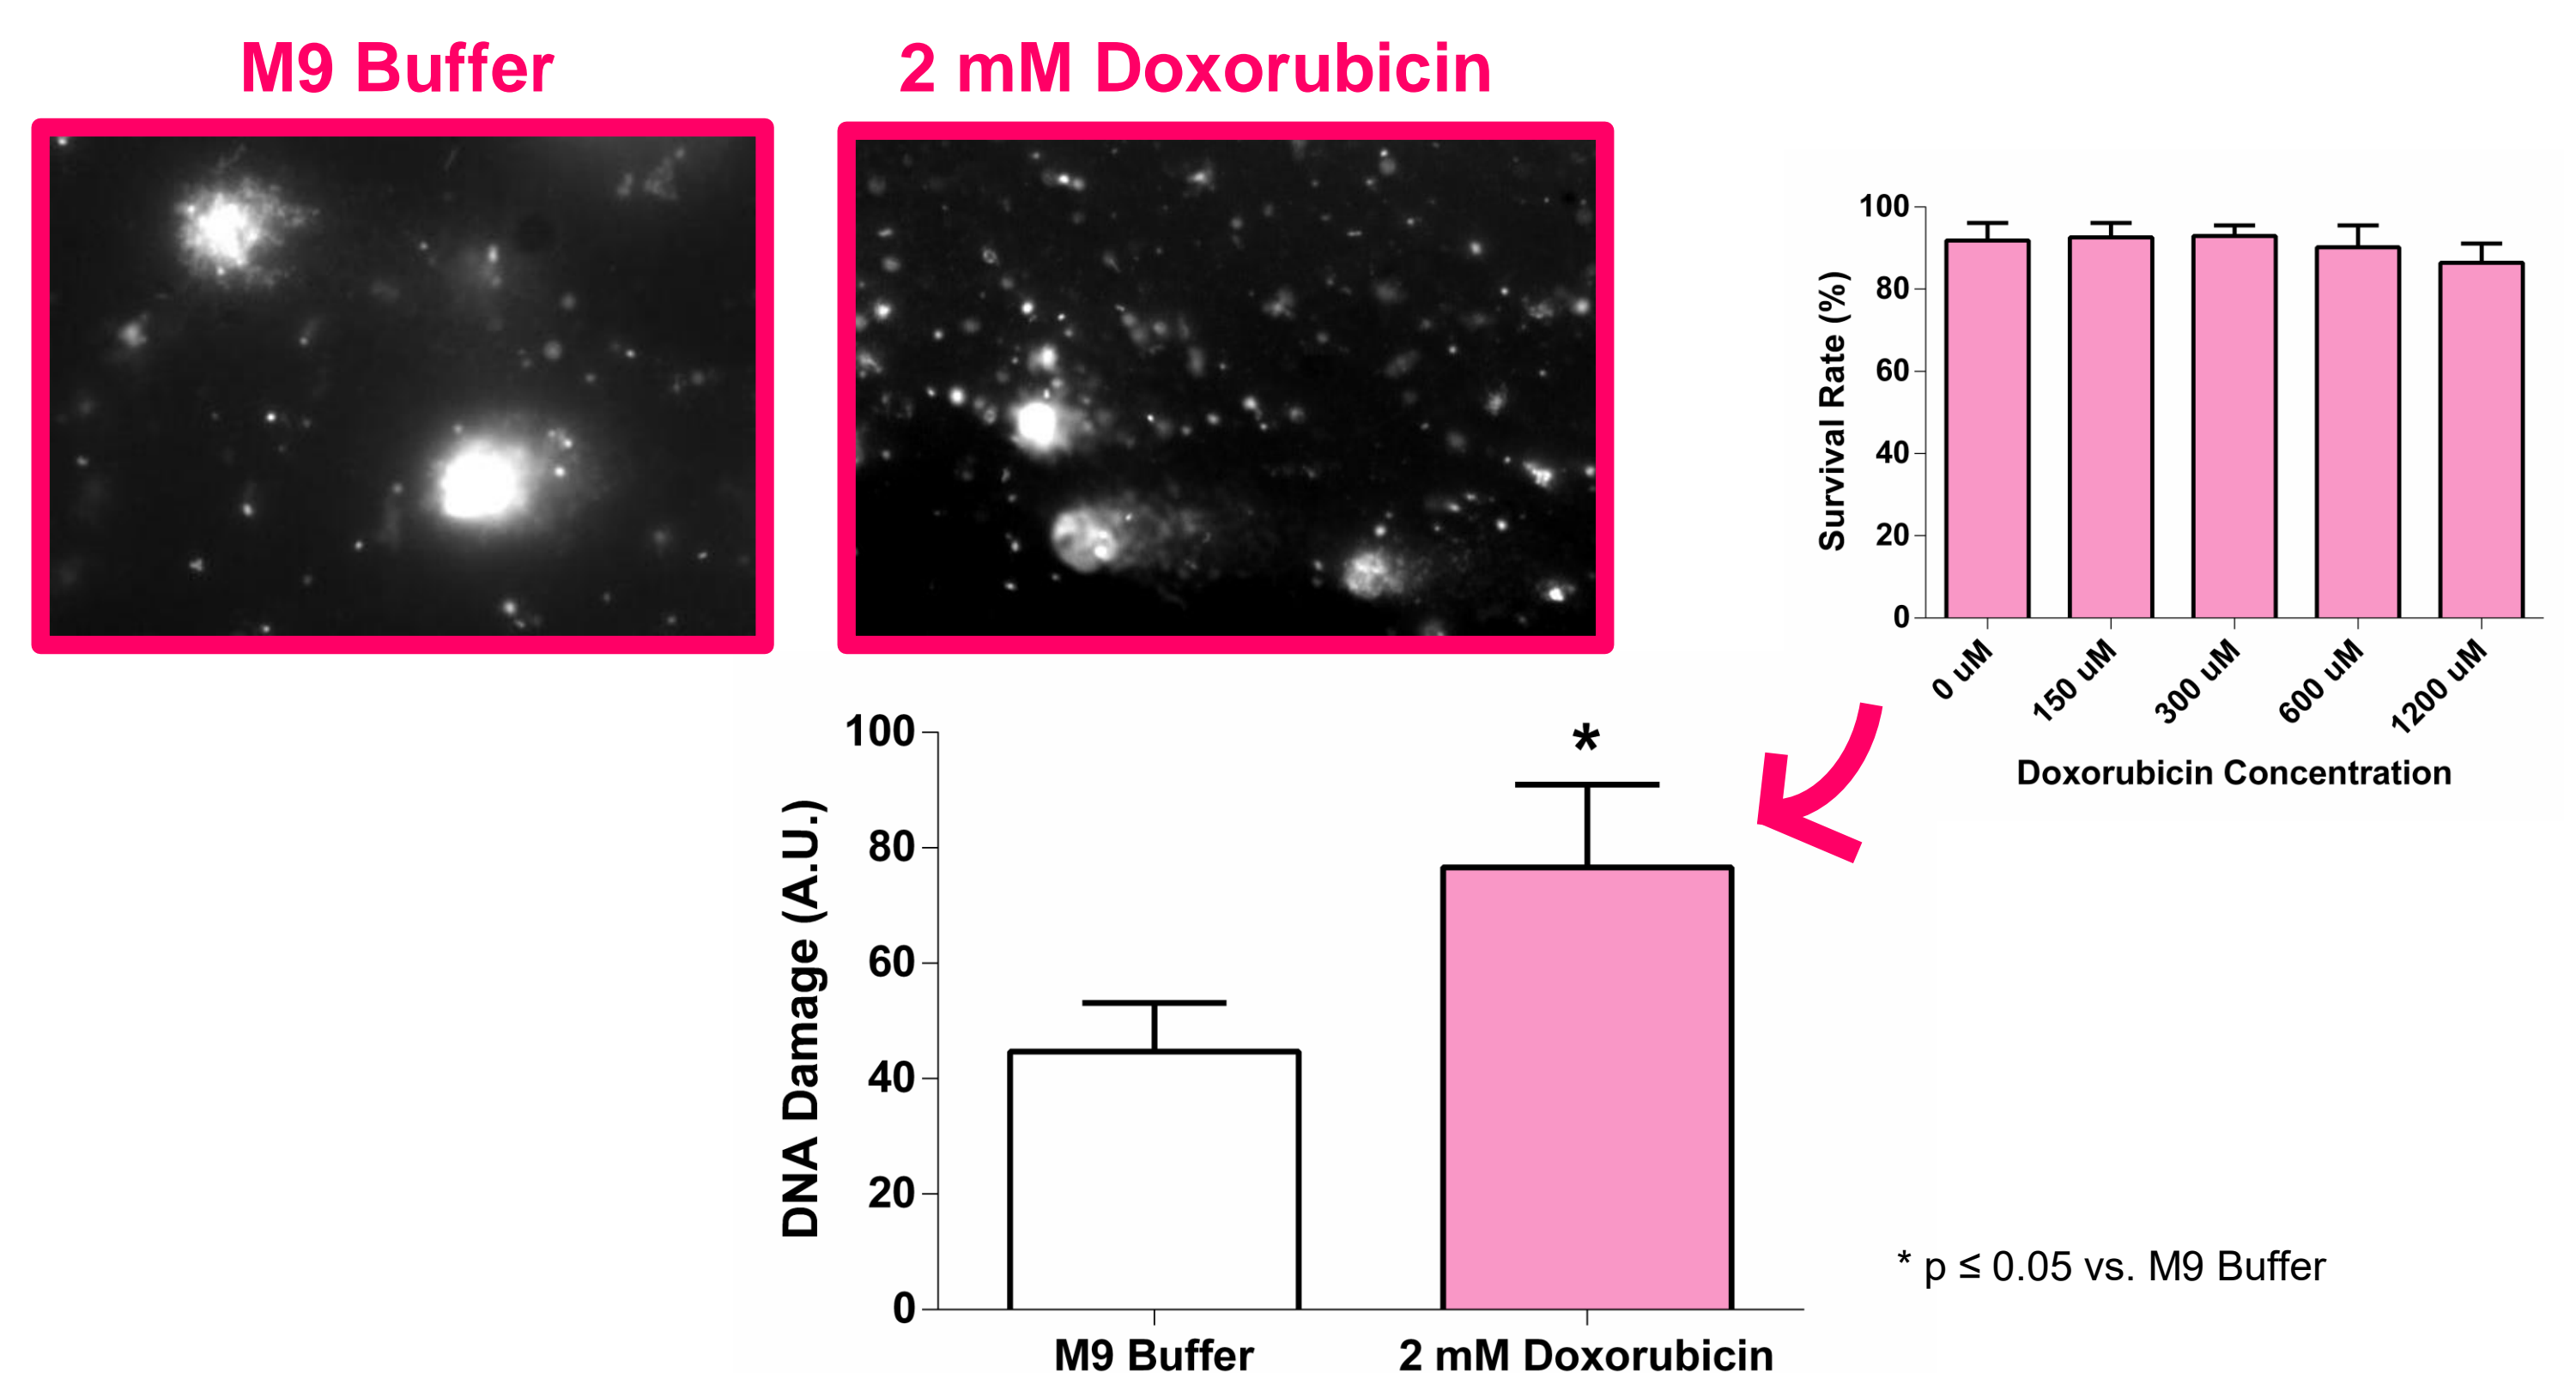 M9 Buffer
2 mM Doxorubicin
Survival Rate (%)
100
80
60
40
20
0
0 uM
150 uM
300 uM
600 uM
1200 uM
Doxorubicin Concentration
DNA Damage (A.U.)
100
80
60
40
20
0
*
M9 Buffer
2 mM Doxorubicin
* p ≤ 0.05 vs. M9 Buffer